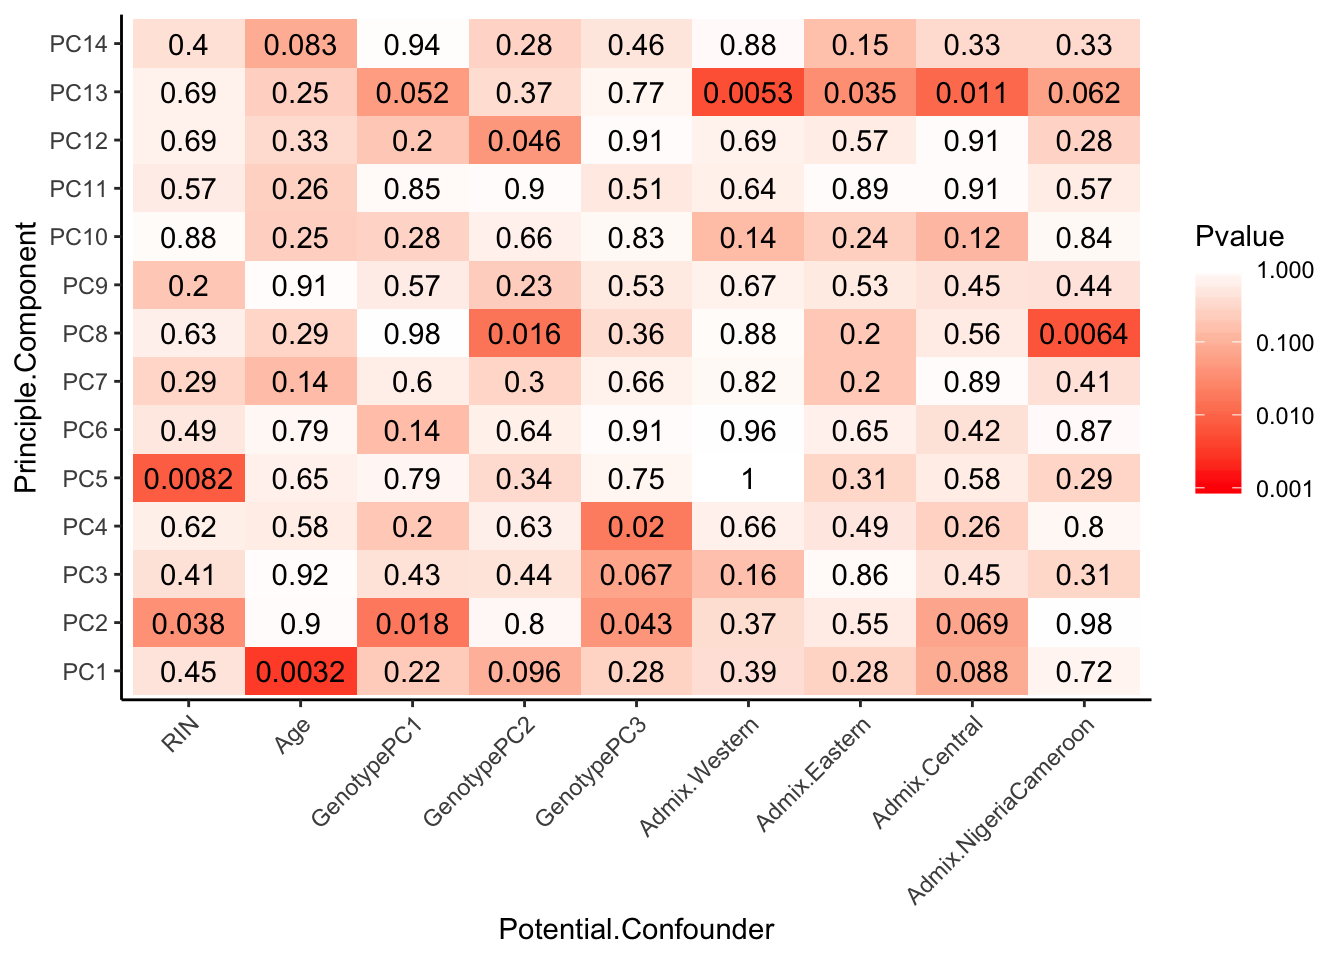 PC14 0.4 0.083 0.94 0.28 0.46 0.88 0.15 0.33 0.33
PC13 0.69 0.25 0.052 0.37 0.77 0.0053 0.035 0.011 0.062
PC12 0.69 0.33 0.2 0.046 0.91 0.69 0.57 0.91 0.28
PC11 0.57 0.26 0.85 0.9 0.51 0.64 0.89 0.91 0.57
PC10 0.88 0.25 0.28 0.66 0.83 0.14 0.24 0.12 0.84
PC9 0.2 0.91 0.57 0.23 0.53 0.67 0.53 0.45 0.44
PC8 0.63 0.29 0.98 0.016 0.36 0.88 0.2 0.56 0.0064
PC7 0.29 0.14 0.6 0.3 0.66 0.82 0.2 0.89 0.41
PC6 0.49 0.79 0.14 0.64 0.91 0.96 0.65 0.42 0.87
PC5 0.0082 0.65 0.79 0.34 0.75 1 0.31 0.58 0.29
PC4 0.62 0.58 0.2 0.63 0.02 0.66 0.49 0.26 0.8
PC3 0.41 0.92 0.43 0.44 0.067 0.16 0.86 0.45 0.31
PC2 0.038 0.9 0.018 0.8 0.043 0.37 0.55 0.069 0.98
PC1 0.45 0.0032 0.22 0.096 0.28 0.39 0.28 0.088 0.72
Principle.Component
RIN
Age
GenotypePC1
GenotypePC2
GenotypePC3
Admix.Western
Admix.Eastern
Admix.Central
Admix.NigeriaCameroon
Potential.Confounder
Pvalue
1.000
0.100
0.010
0.001